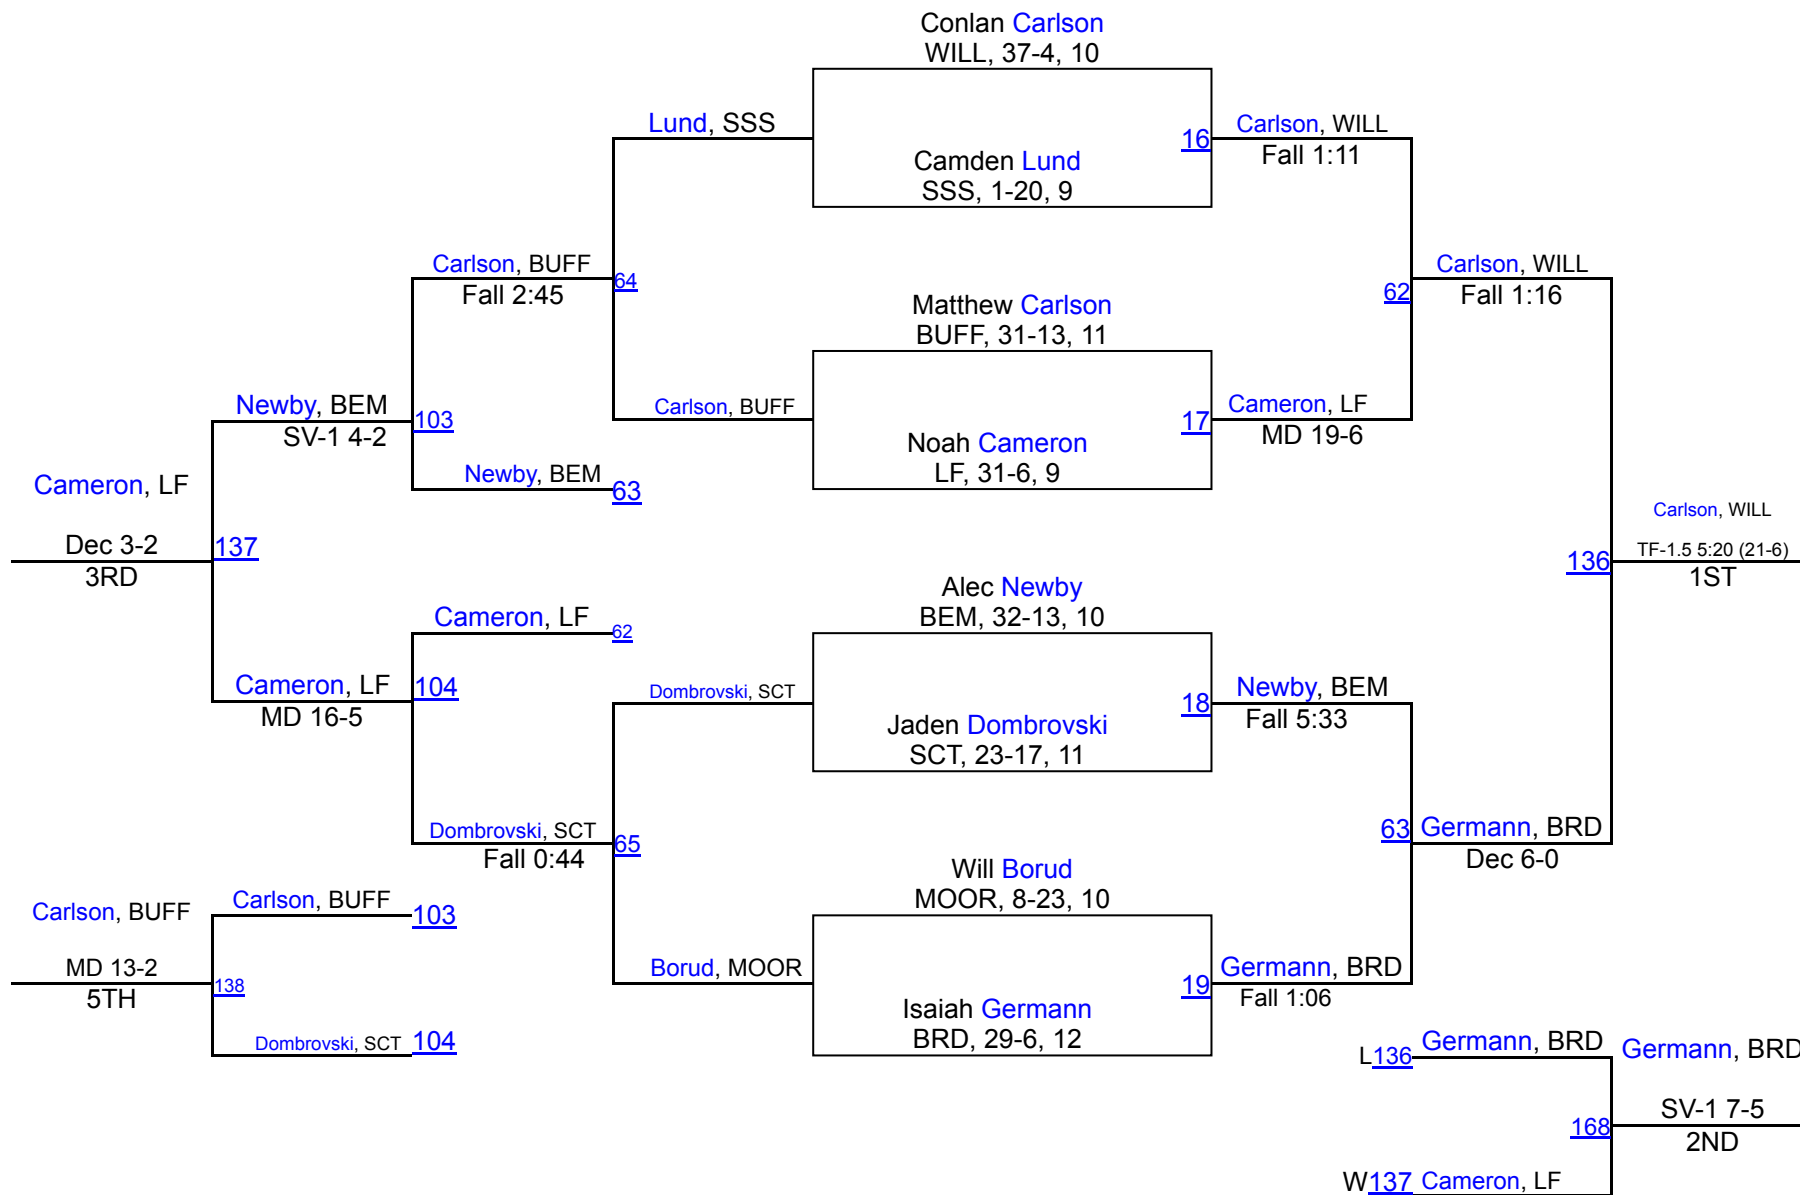 Conlan Carlson
WILL, 37-4, 10
Lund, SSS
16
Carlson, WILL
Fall 1:11
Camden Lund
SSS, 1-20, 9
Carlson, BUFF
Fall 2:45
64
Carlson, WILL
Fall 1:16
62
Matthew Carlson
BUFF, 31-13, 11
Newby, BEM
SV-1 4-2
103
Carlson, BUFF
17
Cameron, LF
MD 19-6
Noah Cameron
LF, 31-6, 9
Newby, BEM
63
Cameron, LF
Dec 3-2
3RD
137
Carlson, WILL
TF-1.5 5:20 (21-6)
1ST
136
Alec Newby
BEM, 32-13, 10
Cameron, LF
62
Cameron, LF
MD 16-5
104
Dombrovski, SCT
18
Newby, BEM
Fall 5:33
Jaden Dombrovski
SCT, 23-17, 11
Dombrovski, SCT
Fall 0:44
65
63
Germann, BRD
Dec 6-0
Will Borud
MOOR, 8-23, 10
Carlson, BUFF
Carlson, BUFF
103
MD 13-2
5TH
138
Borud, MOOR
19
Germann, BRD
Fall 1:06
Isaiah Germann
BRD, 29-6, 12
Dombrovski, SCT
104
L136
Germann, BRD
Germann, BRD
168
SV-1 7-5
2ND
W137
Cameron, LF